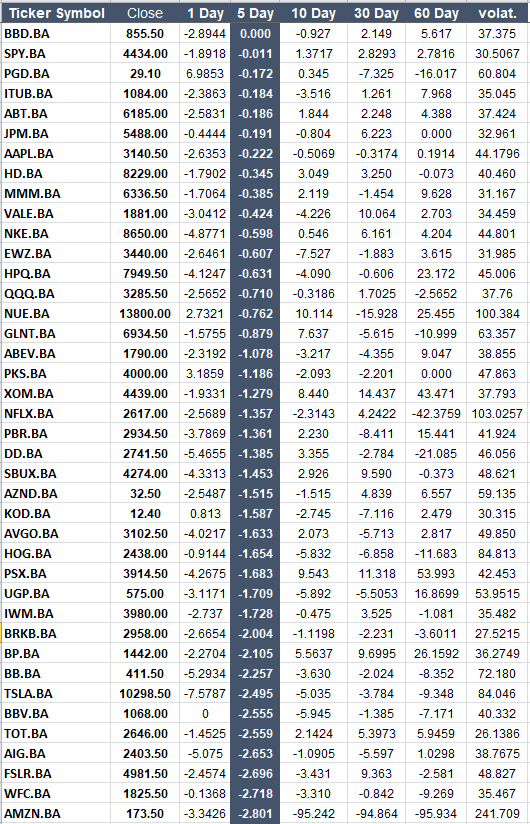 Ticker Symbol Close 1 Day 5 Day 10 Day 30 Day 60 Day volat.
BBD.BA 855.50 -2.8944 0.000 -0.927 2.149 5.617 37.375
SPY.BA 4434.00 -1.8918 -0.011 1.3717 2.8293 2.7816 30.5067
PGD.BA 29.10 6.9853 -0.172 0.345 -7.325 -16.017 60.804
ITUB.BA 1084.00 -2.3863 -0.184 -3.516 1.261 7.968 35.045
ABT.BA 6185.00 -2.5831 -0.186 1.844 2.248 4.388 37.424
JPM.BA 5488.00 -0.4444 -0.191 -0.804 6.223 0.000 32.961
AAPL.BA 3140.50 -2.6353 -0.222 -0.5069 -0.3174 0.1914 44.1796
HD.BA 8229.00 -1.7902 -0.345 3.049 3.250 -0.073 40.460
MMM.BA 6336.50 -1.7064 -0.385 2.119 -1.454 9.628 31.167
VALE.BA 1881.00 -3.0412 -0.424 -4.226 10.064 2.703 34.459
NKE.BA 8650.00 -4.8771 -0.598 0.546 6.161 4.204 44.801
EWZ.BA 3440.00 -2.6461 -0.607 -7.527 -1.883 3.615 31.985
HPQ.BA 7949.50 -4.1247 -0.631 -4.090 -0.606 23.172 45.006
QQQ.BA 3285.50 -2.5652 -0.710 -0.3186 1.7025 -2.5652 37.76
NUE.BA 13800.00 2.7321 -0.762 10.114 -15.928 25.455 100.384
GLNT.BA 6934.50 -1.5755 -0.879 7.637 -5.615 -10.999 63.357
ABEV.BA 1790.00 -2.3192 -1.078 -3.217 -4.355 9.047 38.855
PKS.BA 4000.00 3.1859 -1.186 -2.093 -2.201 0.000 47.863
XOM.BA 4439.00 -1.9331 -1.279 8.440 14.437 43.471 37.793
NFLX.BA 2617.00 -2.5689 -1.357 -2.3143 4.2422 -42.3759 103.0257
PBR.BA 2934.50 -3.7869 -1.361 2.230 -8.411 15.441 41.924
DD.BA 2741.50 -5.4655 -1.385 3.355 -2.784 -21.085 46.056
SBUX.BA 4274.00 -4.3313 -1.453 2.926 9.590 -0.373 48.621
AZND.BA 32.50 -2.5487 -1.515 -1.515 4.839 6.557 59.135
KOD.BA 12.40 0.813 -1.587 -2.745 -7.116 2.479 30.315
AVGO.BA 3102.50 -4.0217 -1.633 2.073 -5.713 2.817 49.850
HOG.BA 2438.00 -0.9144 -1.654 -5.832 -6.858 -11.683 84.813
PSX.BA 3914.50 -4.2675 -1.683 9.543 11.318 53.993 42.453
UGP.BA 575.00 -3.1171 -1.709 -5.892 -5.5053 16.8699 53.9515
IWM.BA 3980.00 -2.737 -1.728 -0.475 3.525 -1.081 35.482
BRKB.BA 2958.00 -2.6654 -2.004 -1.1198 -2.231 -3.6011 27.5215
BP.BA 1442.00 -2.2704 -2.105 5.5637 9.6995 26.1592 36.2749
BB.BA 411.50 -5.2934 -2.257 -3.630 -2.024 -8.352 72.180
TSLA.BA 10298.50 -7.5787 -2.495 -5.035 -3.784 -9.348 84.046
BBV.BA 1068.00 0 -2.555 -5.945 -1.385 -7.171 40.332
TOT.BA 2646.00 -1.4525 -2.559 2.1424 5.3973 5.9459 26.1386
AIG.BA 2403.50 -5.075 -2.653 -1.0905 -5.597 1.0298 38.7675
FSLR.BA 4981.50 -2.4574 -2.696 -3.431 9.363 -2.581 48.827
WFC.BA 1825.50 -0.1368 -2.718 -3.310 -0.842 -9.269 35.467
AMZN.BA 173.50 -3.3426 -2.801 -95.242 -94.864 -95.934 241.709